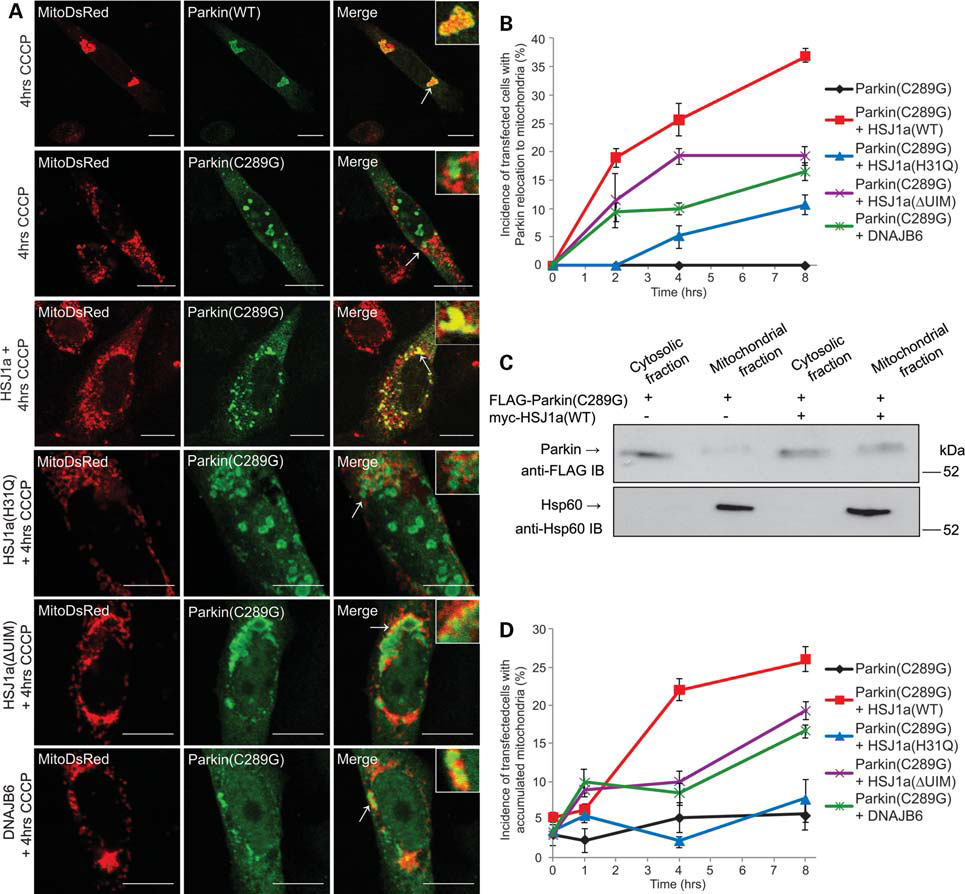 A
MitoDsRed
Parkin(WT)
Merge
4hrs CCCP
MitoDsRed
Parkin(C289G)
Merge
4hrs CCCP
MitoDsRed
Parkin(C289G)
Merge
HSJ1a +
4hrs CCCP
MitoDsRed
Parkin(C289G)
Merge
HSJ1a(H31Q)
+ 4hrs CCCP
MitoDsRed
Parkin(C289G)
Merge
HSJ1a(ΔUIM)
+ 4hrs CCCP
MitoDsRed
Parkin(C289G)
Merge
DNAJB6
+ 4hrs CCCP
B
Incidence of transfected cells with
Parkin relocation to mitochondria (%)
40
35
30
25
20
15
10
5
0
0 1 2 3 4 5 6 7 8
Time (hrs)
Parkin(C289G)
Parkin(C289G)
+ HSJ1a(WT)
Parkin(C289G)
+ HSJ1a(H31Q)
Parkin(C289G)
+ HSJ1a(ΔUIM)
Parkin(C289G)
+ DNAJB6
C
Cytosolic
fraction
Mitochondrial
fraction
Cytosolic
fraction
Mitochondrial
fraction
FLAG-Parkin(C289G) + + + +
myc-HSJ1a(WT) - - + +
Parkin →
anti-FLAG IB
kDa
52
Hsp60 →
anti-Hsp60 IB
52
D
Incidence of transfectedcells with
accumulated mitochondria (%)
30
25
20
15
10
5
0
0 1 2 3 4 5 6 7 8
Time (hrs)
Parkin(C289G)
Parkin(C289G)
+ HSJ1a(WT)
Parkin(C289G)
+ HSJ1a(H31Q)
Parkin(C289G)
+ HSJ1a(ΔUIM)
Parkin(C289G)
+ DNAJB6